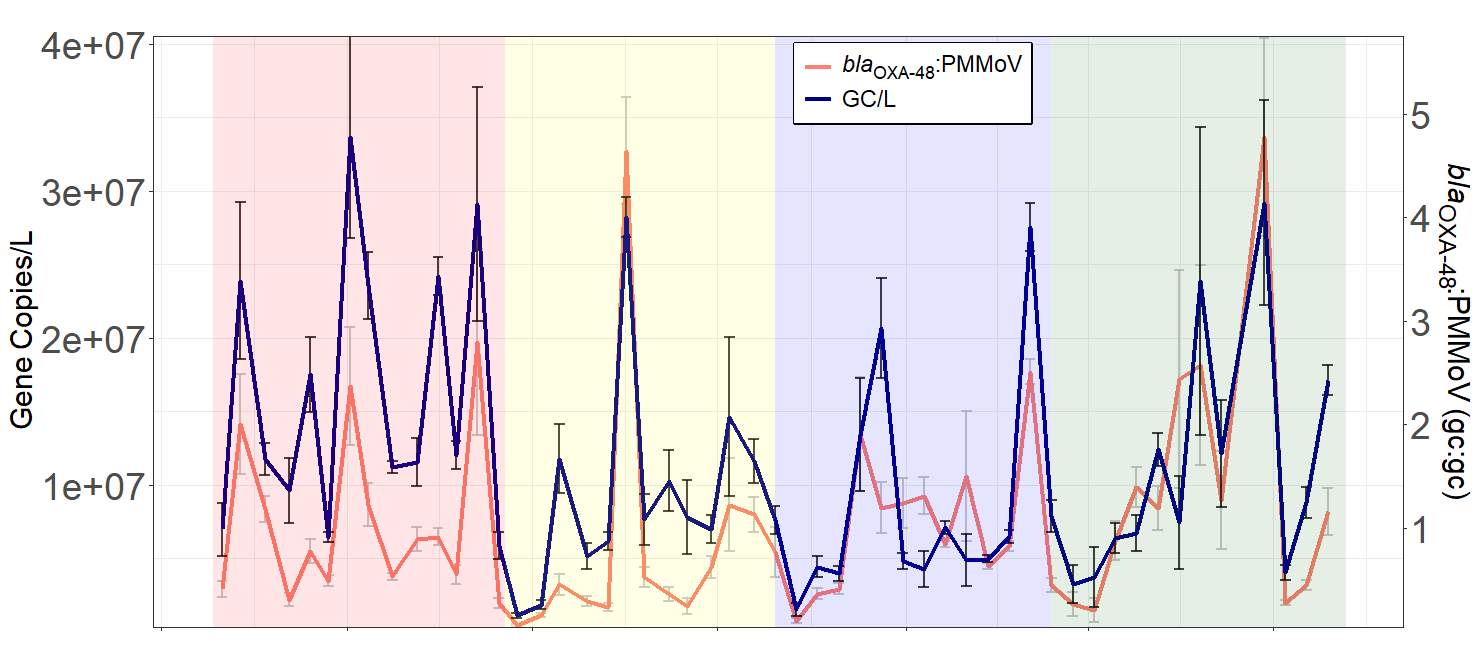 4e+07
3e+07
2e+07
1e+07
Gene Copies/L
blaOXA-48:PMMoV
GC/L
5
4
3
2
1
blaOXA-48:PMMoV (gc:gc)